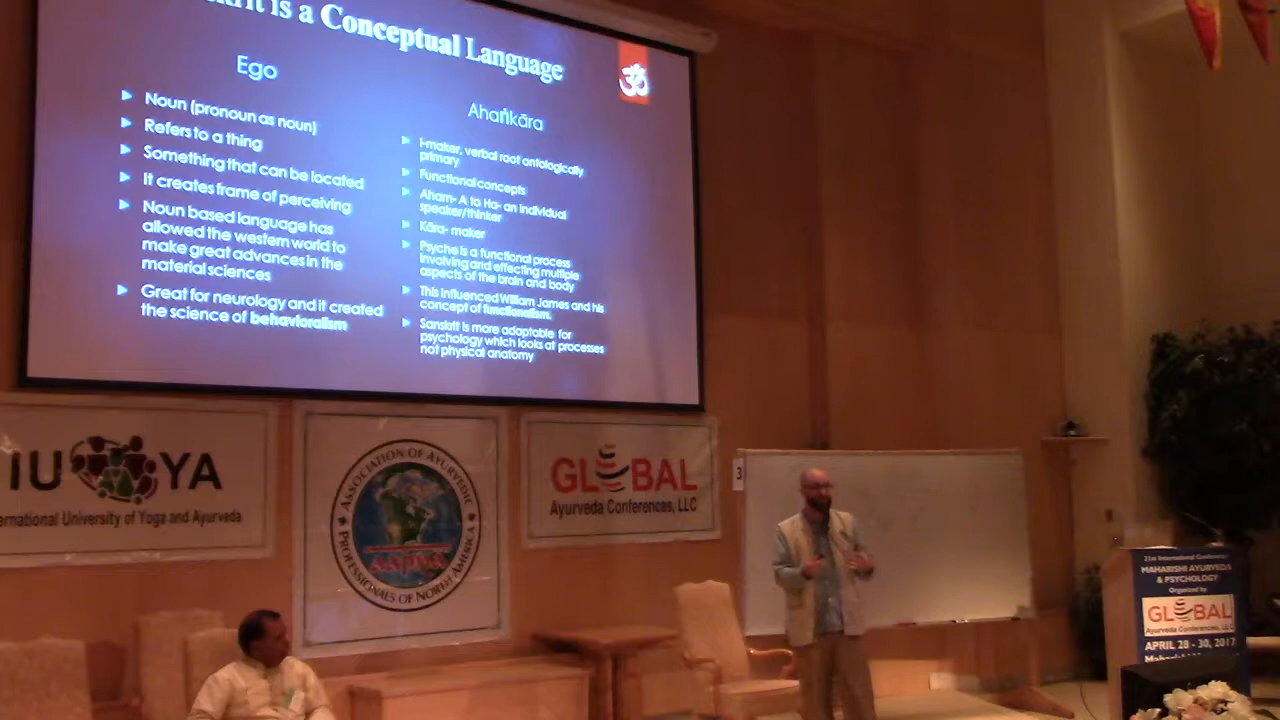 is a Conceptual Language
Ego
Noun (pronoun as noun)
Refers to a thing
Something that can be located
It creates frame of perceiving
Noun based language has
allowed the western world to
make great advances in the
material sciences
Great for neurology and it created
the science of behavioralism
Ahaṅkāra
I-maker, verbal root ontologically
primary
Functional concepts
Aham- A to Ha- an individual
speaker/thinker
Kāra- maker
Psyche is a functional process
involving and effecting multiple
aspects of the brain and body
This influenced William James and his
concept of functionalism.
Sanskrit is more adaptable for
psychology which looks at processes
not physical anatomy
ॐ
IU YA
ernational University of Yoga and Ayurveda
ASSOCIATION OF AYURVEDIC
PROFESSIONALS OF NORTH AMERICA
GLOBAL
Ayurveda Conferences, LLC
3
21st International Conference
MAHARISHI AYURVEDA
& PSYCHOLOGY
Organized by
GLOBAL
Ayurveda Conferences, LLC
APRIL 28 - 30, 2017